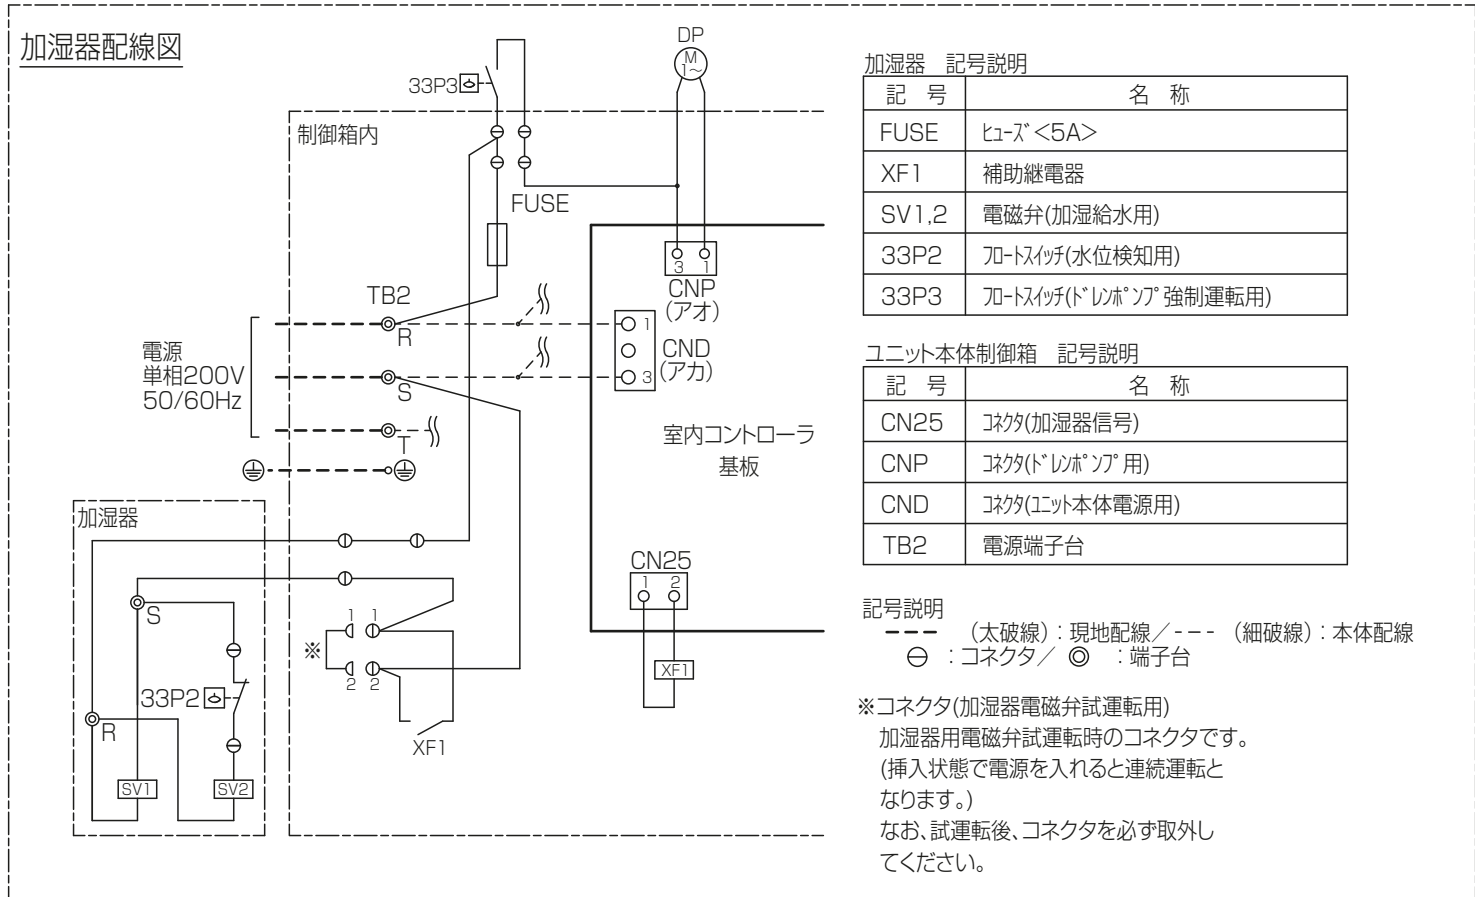 加湿器配線図
DP
M
1～
33P3
制御箱内
FUSE
3 1
CNP
(アオ)
TB2
R
1
CND
(アカ)
3
S
電源
単相200V
50/60Hz
T
室内コントローラ
基板
加湿器
CN25
1 2
S
1 1
※
2 2
XF1
33P2
R
XF1
SV1
SV2
加湿器 記号説明
記 号 名 称
FUSE ﾋｭｰｽﾞ<5A>
XF1 補助継電器
SV1,2 電磁弁(加湿給水用)
33P2 ﾌﾛｰﾄｽｲｯﾁ(水位検知用)
33P3 ﾌﾛｰﾄｽｲｯﾁ(ﾄﾞﾚﾝﾎﾟﾝﾌﾟ強制運転用)
ユニット本体制御箱 記号説明
記 号 名 称
CN25 ｺﾈｸﾀ(加湿器信号)
CNP ｺﾈｸﾀ(ﾄﾞﾚﾝﾎﾟﾝﾌﾟ用)
CND ｺﾈｸﾀ(ﾕﾆｯﾄ本体電源用)
TB2 電源端子台
記号説明
(太破線)：現地配線／---- (細破線)：本体配線
：コネクタ／ ◎ ：端子台
※コネクタ(加湿器電磁弁試運転用)
加湿器用電磁弁試運転時のコネクタです。
(挿入状態で電源を入れると連続運転と
なります。)
なお、試運転後、コネクタを必ず取外し
てください。